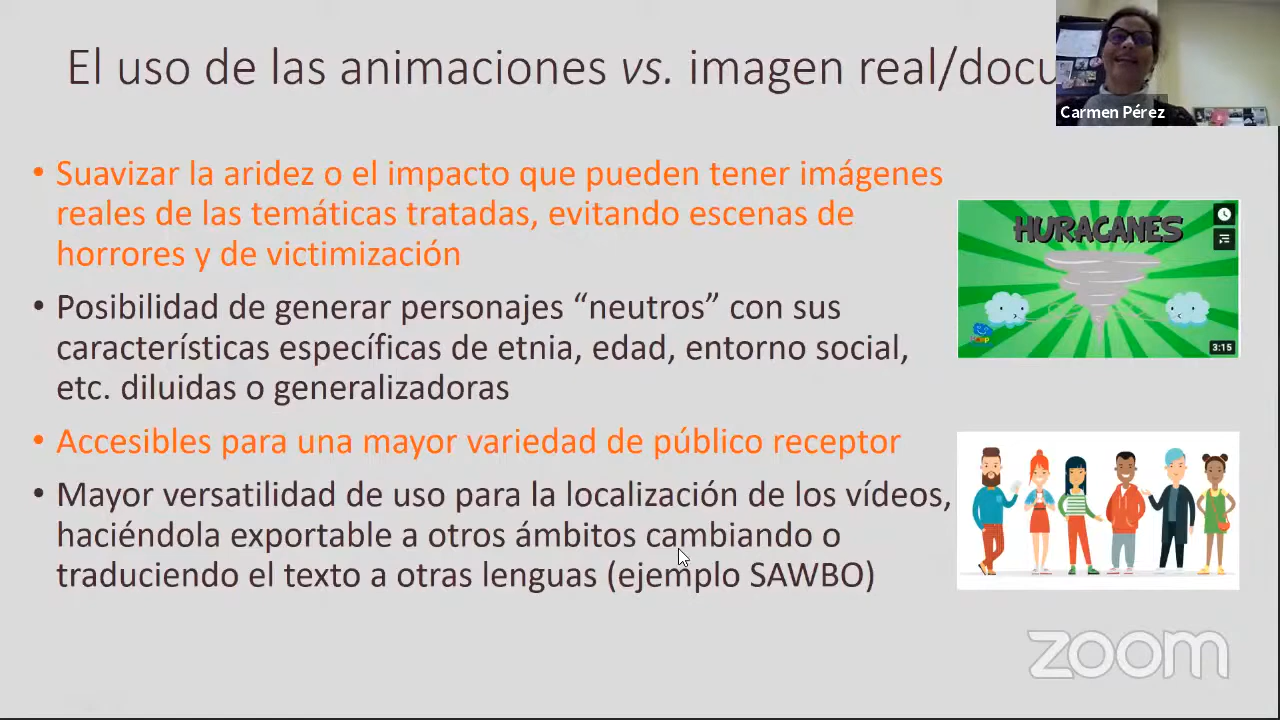 El uso de las animaciones vs. imagen real/docu
Carmen Pérez
• Suavizar la aridez o el impacto que pueden tener imágenes
reales de las temáticas tratadas, evitando escenas de
horrores y de victimización
• Posibilidad de generar personajes “neutros” con sus
características específicas de etnia, edad, entorno social,
etc. diluidas o generalizadoras
• Accesibles para una mayor variedad de público receptor
• Mayor versatilidad de uso para la localización de los vídeos,
haciéndola exportable a otros ámbitos cambiando o
traduciendo el texto a otras lenguas (ejemplo SAWBO)
HURACANES
3:15
zoom